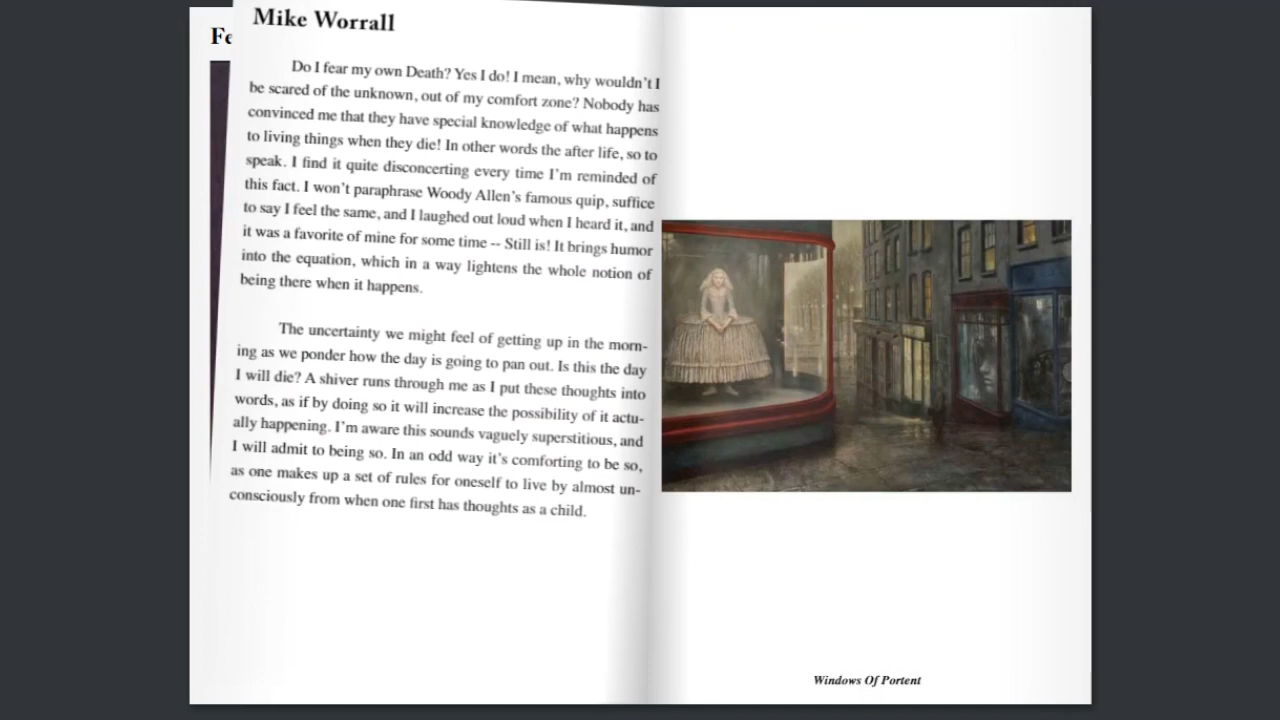 Fe
Mike Worrall
Do I fear my own Death? Yes I do! I mean, why wouldn't I
be scared of the unknown, out of my comfort zone? Nobody has
convinced me that they have special knowledge of what happens
to living things when they die! In other words the after life, so to
speak. I find it quite disconcerting every time I'm reminded of
this fact. I won't paraphrase Woody Allen's famous quip, suffice
to say I feel the same, and I laughed out loud when I heard it, and
it was a favorite of mine for some time -- Still is! It brings humor
into the equation, which in a way lightens the whole notion of
being there when it happens.
The uncertainty we might feel of getting up in the morn-
ing as we ponder how the day is going to pan out. Is this the day
I will die? A shiver runs through me as I put these thoughts into
words, as if by doing so it will increase the possibility of it actu-
ally happening. I'm aware this sounds vaguely superstitious, and
I will admit to being so. In an odd way it's comforting to be so,
as one makes up a set of rules for oneself to live by almost un-
consciously from when one first has thoughts as a child.
Windows Of Portent